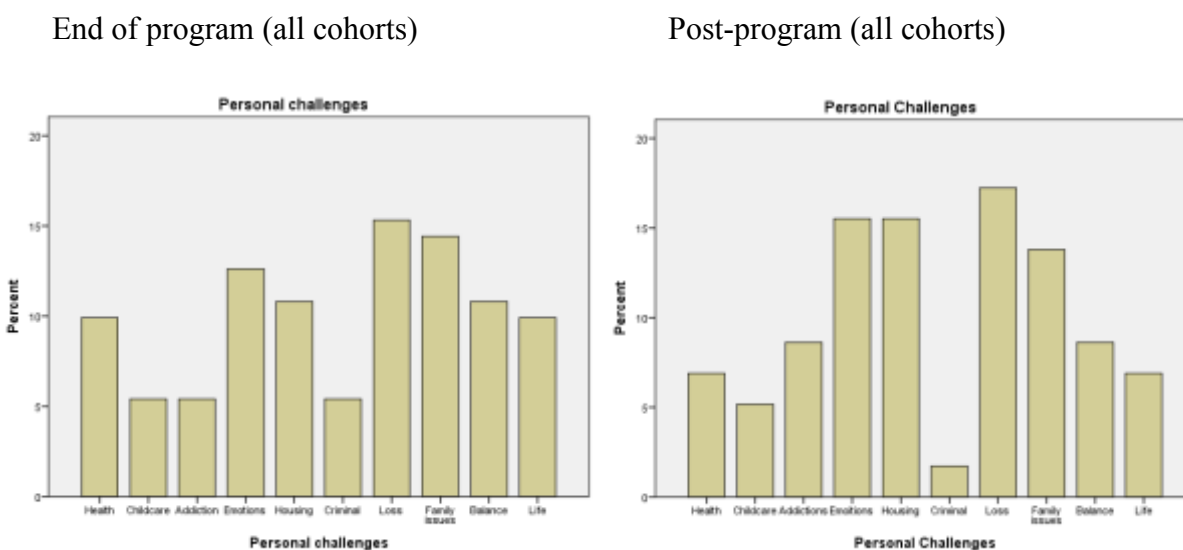 End of program (all cohorts)
Post-program (all cohorts)
Personal challenges
20
15
10
5
0
Percent
Health Childcare Addiction Emotions Housing Criminal Loss Family Issues Balance Life
Personal challenges
Personal Challenges
20
15
10
5
0
Percent
Health Childcare Addictions Emotions Housing Criminal Loss Family Issues Balance Life
Personal Challenges